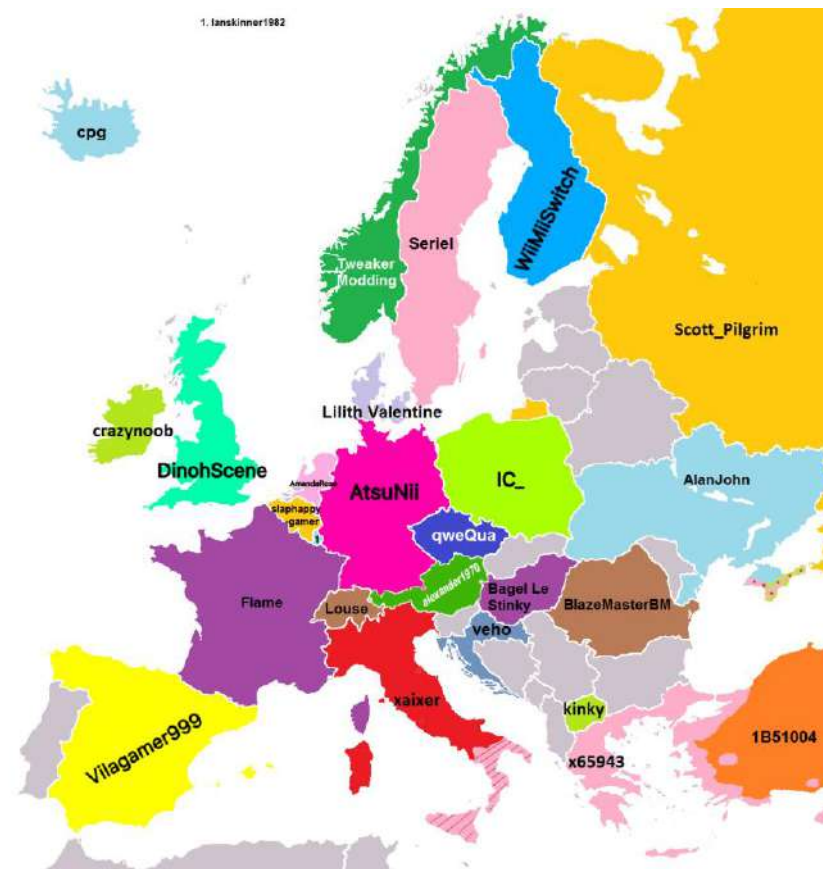 1. Ianskinner1982
cpg
WiiMiiSwitch
Seriel
Tweaker
Modding
Scott_Pilgrim
Lilith Valentine
crazynoob
DinohScene
AmandaRose
AtsuNii
IC_
AlanJohn
slaphappy
gamer
1
qweQua
alexander1970
Flame
Louse
Bagel Le
Stinky
BlazeMasterBM
veho
xaixer
kinky
Vilagamer999
x65943
1B51004